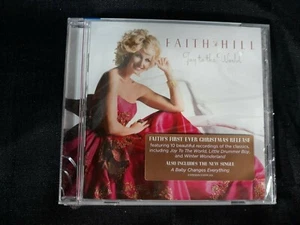 FAITH HILL
Joy to the World
FAITH'S FIRST EVER CHRISTMAS RELEASE
featuring 10 beautiful recordings of the classics,
including Joy To The World, Little Drummer Boy,
and Winter Wonderland
ALSO INCLUDES THE NEW SINGLE
A Baby Changes Everything